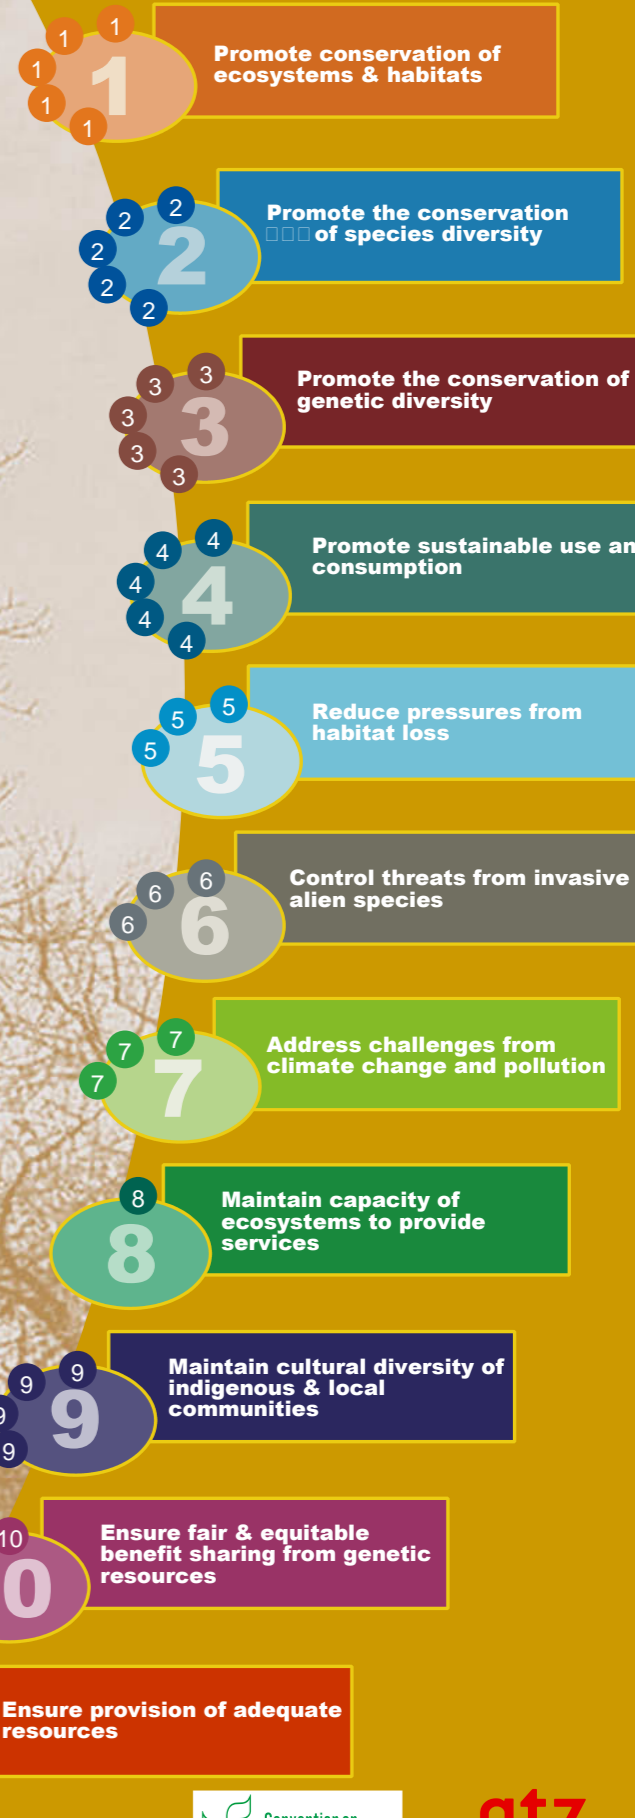 1
1
1
1
1
1
Promote conservation of
ecosystems & habitats
2
2
2
2
2
2
Promote the conservation
of species diversity
3
3
3
3
3
3
Promote the conservation of
genetic diversity
4
4
4
4
4
4
Promote sustainable use an
consumption
5
5
5
5
Reduce pressures from
habitat loss
6
6
6
6
Control threats from invasive
alien species
7
7
7
7
Address challenges from
climate change and pollution
8
8
Maintain capacity of
ecosystems to provide
services
9
9
9
9
9
Maintain cultural diversity of
indigenous & local
communities
10
0
Ensure fair & equitable
benefit sharing from genetic
resources
Ensure provision of adequate
resources
gtz